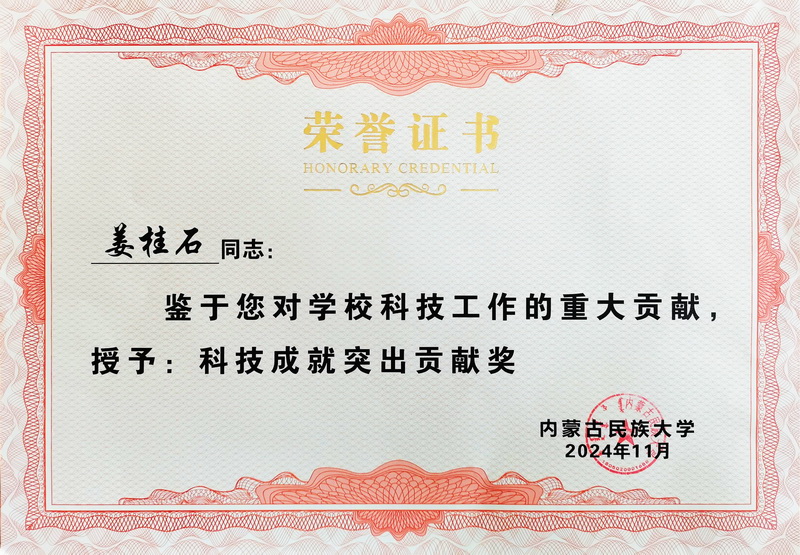 荣誉证书
HONORARY CREDENTIAL
姜桂石同志：
鉴于您对学校科技工作的重大贡献，
授予：科技成就突出贡献奖
内蒙古民族大学
2024年11月